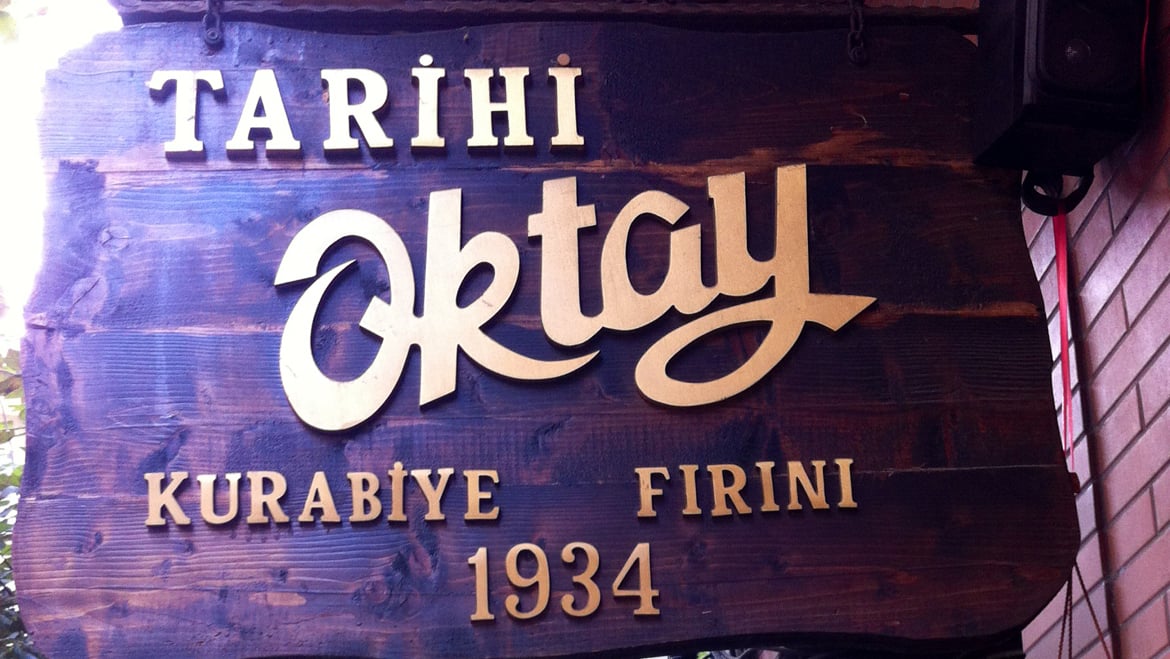 TARİHİ
Oktay
KURABİYE FIRINI
1934